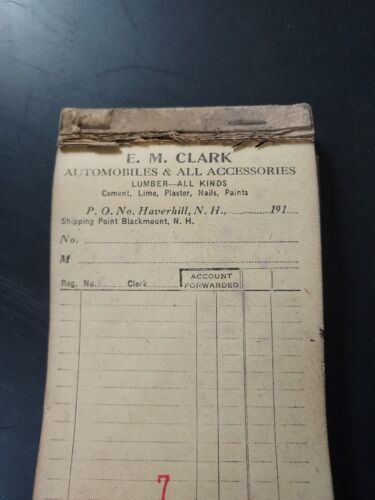 E. M. CLARK
AUTOMOBILES & ALL ACCESSORIES
LUMBER—ALL KINDS
Cement, Lime, Plaster, Nails, Paints
P. O. No. Haverhill, N. H., ............ 191....
Shipping Point Blackmount, N. H.
No. ........................................
M ........................................
Reg. No. ............ Clerk ............ ACCOUNT FORWARDED
7